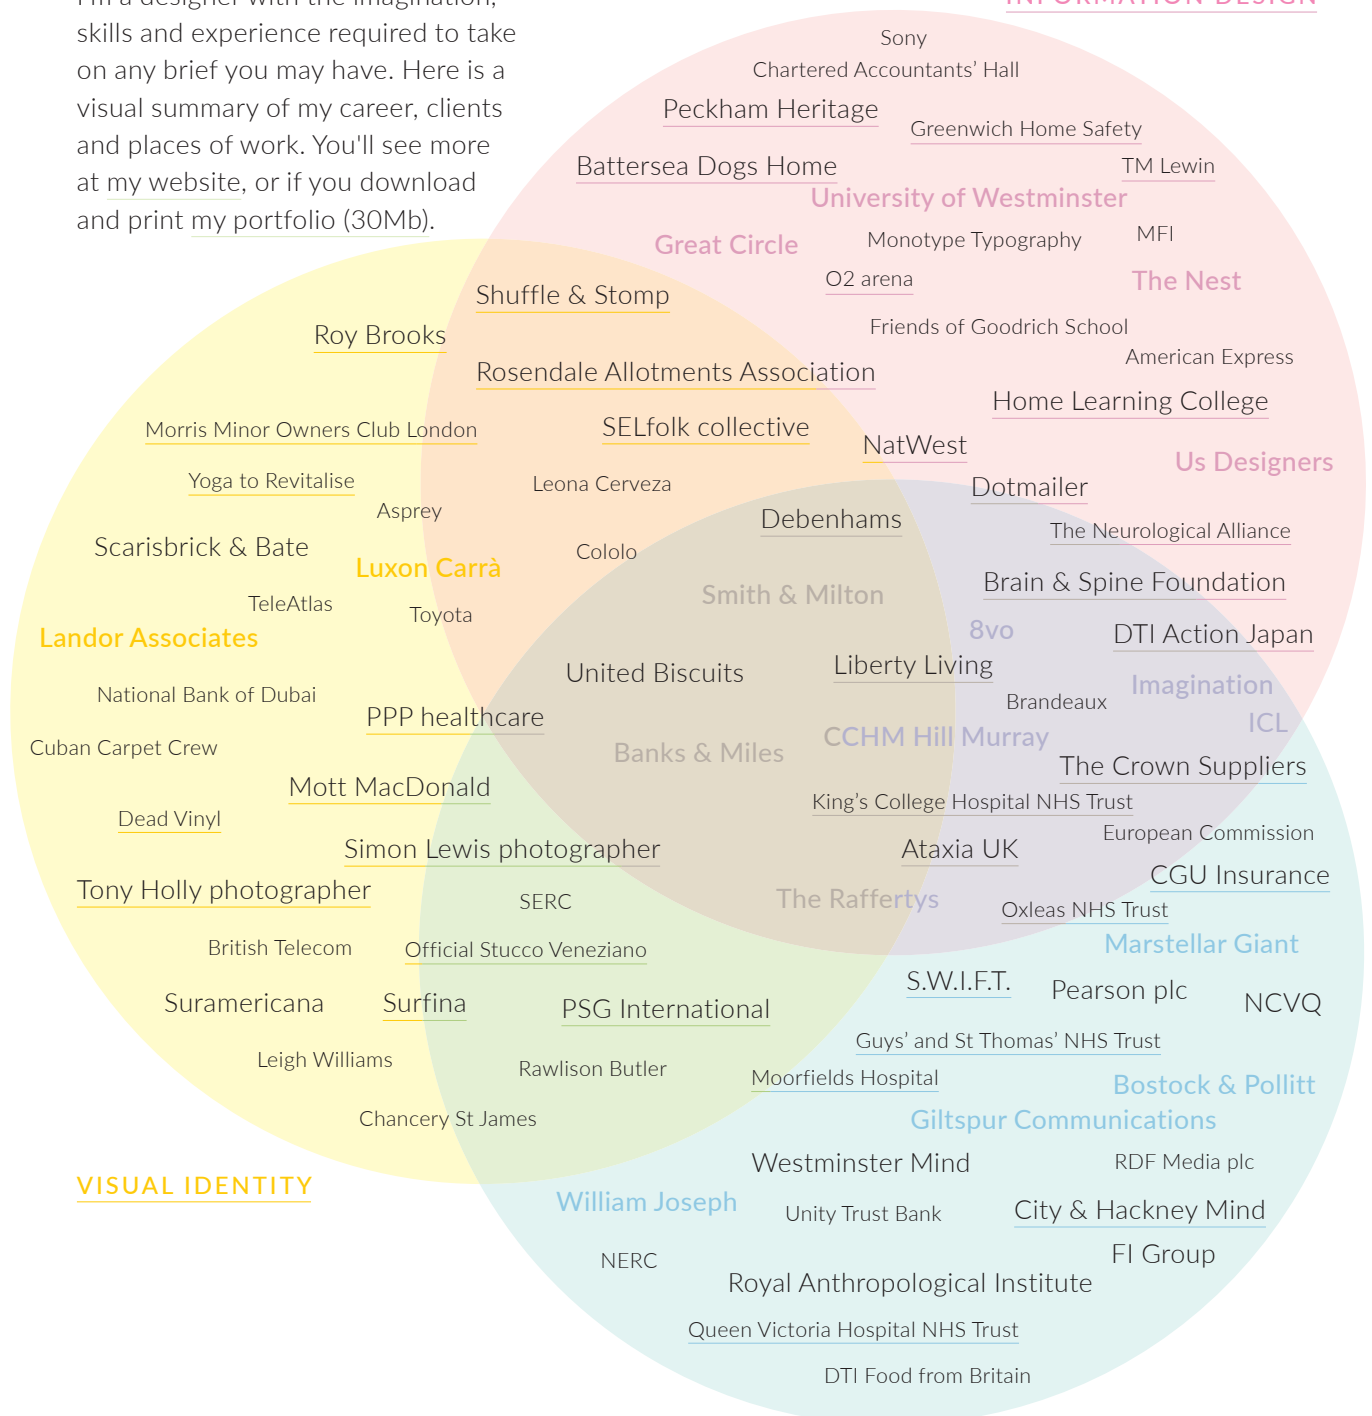 I'm a designer with the imagination,
skills and experience required to take
on any brief you may have. Here is a
visual summary of my career, clients
and places of work. You'll see more
at my website, or if you download
and print my portfolio (30Mb).
INFORMATION DESIGN
Sony
Chartered Accountants’ Hall
Peckham Heritage
Greenwich Home Safety
Battersea Dogs Home
TM Lewin
University of Westminster
Great Circle
Monotype Typography
MFI
O2 arena
The Nest
Shuffle & Stomp
Friends of Goodrich School
Roy Brooks
American Express
Rosendale Allotments Association
Home Learning College
Morris Minor Owners Club London
SELfolk collective
NatWest
Us Designers
Yoga to Revitalise
Leona Cerveza
Dotmailer
Asprey
Debenhams
The Neurological Alliance
Scarisbrick & Bate
Cololo
Luxon Carrà
Brain & Spine Foundation
TeleAtlas
Smith & Milton
Toyota
8vo
Landor Associates
DTI Action Japan
United Biscuits
Liberty Living
National Bank of Dubai
Brandeaux
Imagination
PPP healthcare
ICL
Cuban Carpet Crew
Banks & Miles
CCHM Hill Murray
The Crown Suppliers
Mott MacDonald
King’s College Hospital NHS Trust
Dead Vinyl
European Commission
Simon Lewis photographer
Ataxia UK
CGU Insurance
Tony Holly photographer
SERC
The Raffertys
Oxleas NHS Trust
British Telecom
Official Stucco Veneziano
Marstellar Giant
S.W.I.F.T.
Pearson plc
Suramericana
Surfina
PSG International
NCVQ
Guys’ and St Thomas’ NHS Trust
Leigh Williams
Rawlison Butler
Moorfields Hospital
Bostock & Pollitt
Chancery St James
Giltspur Communications
Westminster Mind
RDF Media plc
VISUAL IDENTITY
William Joseph
Unity Trust Bank
City & Hackney Mind
NERC
FI Group
Royal Anthropological Institute
Queen Victoria Hospital NHS Trust
DTI Food from Britain